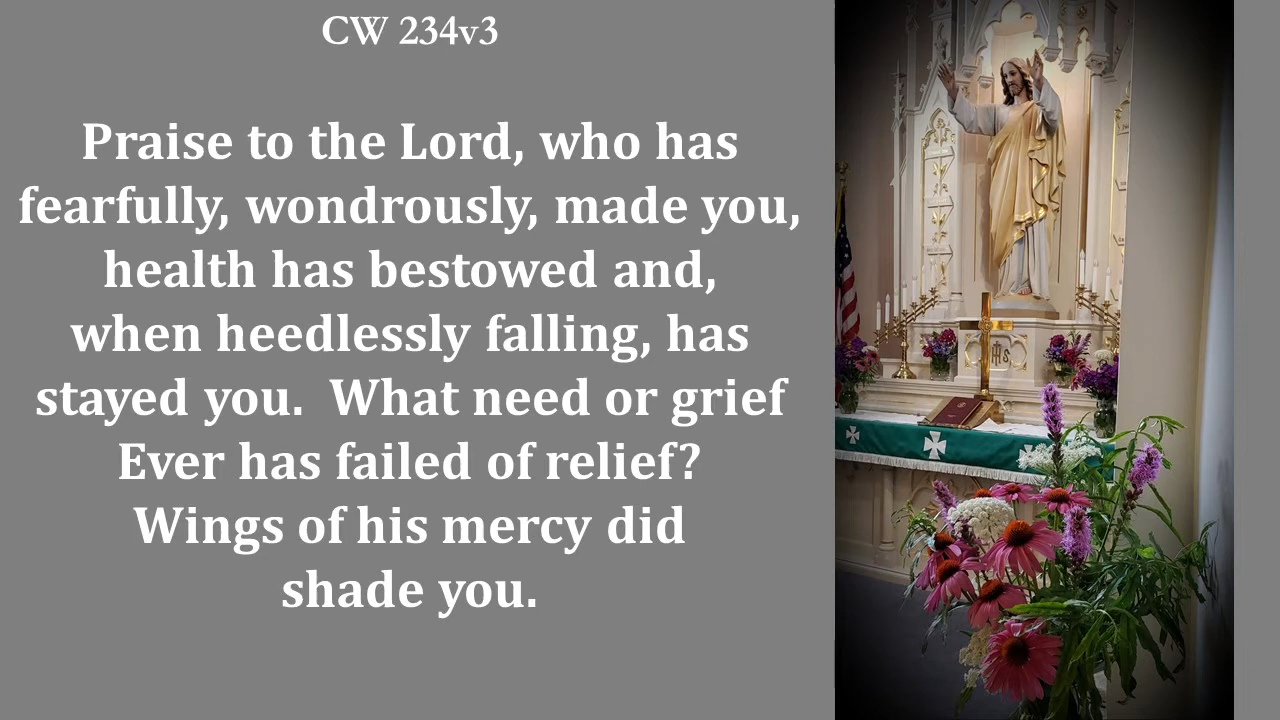 CW 234v3
Praise to the Lord, who has
fearfully, wondrously, made you,
health has bestowed and,
when heedlessly falling, has
stayed you.  What need or grief
Ever has failed of relief?
Wings of his mercy did
shade you.
IHS